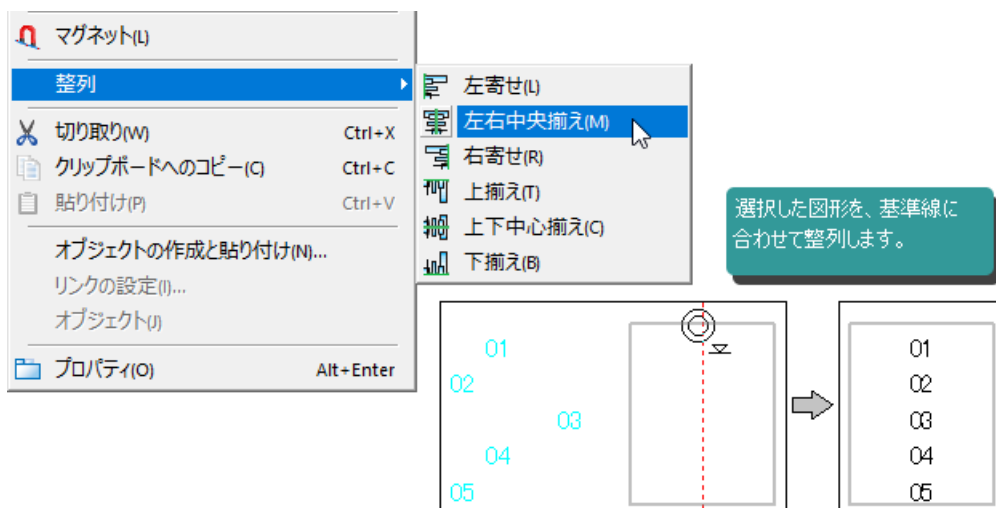 マグネット(L)
整列
切り取り(W) Ctrl+X
クリップボードへのコピー(C) Ctrl+C
貼り付け(P) Ctrl+V
オブジェクトの作成と貼り付け(N)...
リンクの設定(I)...
オブジェクト(J)
プロパティ(O) Alt+Enter
左寄せ(L)
左右中央揃え(M)
右寄せ(R)
上揃え(T)
上下中心揃え(C)
下揃え(B)
選択した図形を、基準線に
合わせて整列します。
01
02
03
04
05
01
02
03
04
05